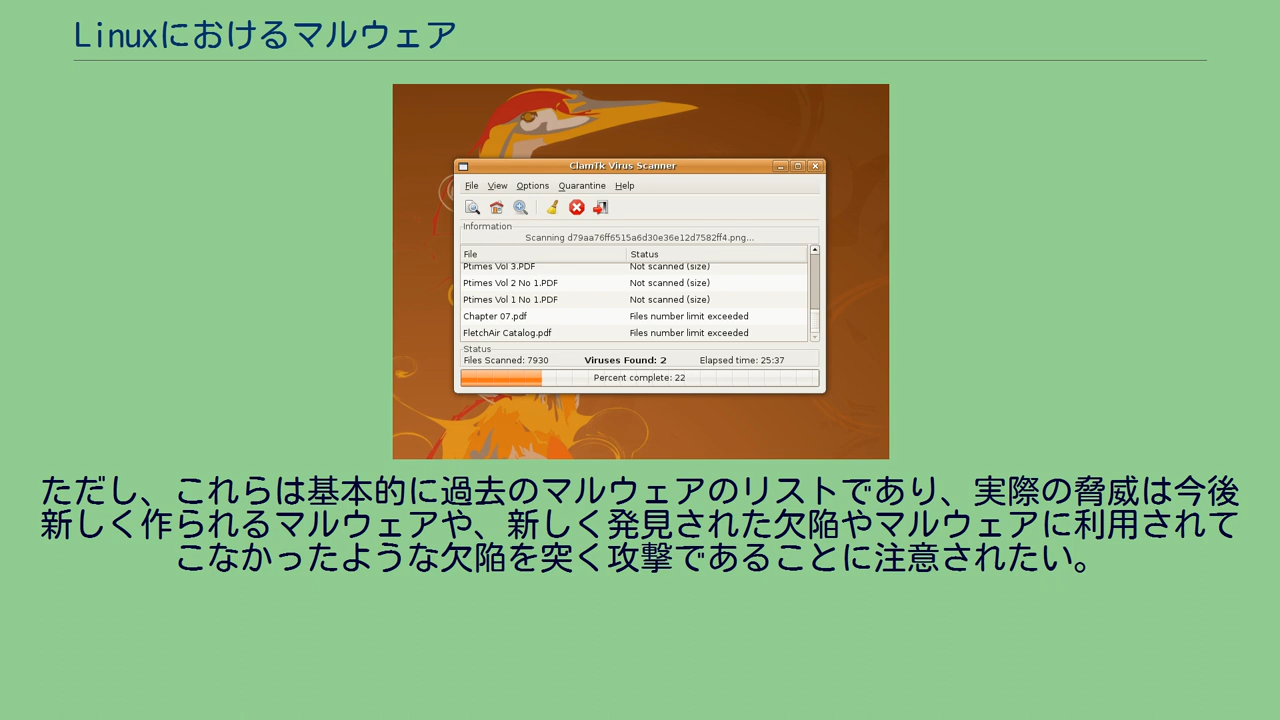 Linuxにおけるマルウェア
ClamTk Virus Scanner
File View Options Quarantine Help
Information
Scanning d79aa76ff6515a6d30e36e12d7582ff4.png...
File Status
Ptimes Vol 3.PDF Not scanned (size)
Ptimes Vol 2 No 1.PDF Not scanned (size)
Ptimes Vol 1 No 1.PDF Not scanned (size)
Chapter 07.pdf Files number limit exceeded
FletchAir Catalog.pdf Files number limit exceeded
Status
Files Scanned: 7930 Viruses Found: 2 Elapsed time: 25:37
Percent complete: 22
ただし、これらは基本的に過去のマルウェアのリストであり、実際の脅威は今後
新しく作られるマルウェアや、新しく発見された欠陥やマルウェアに利用されて
こなかったような欠陥を突く攻撃であることに注意されたい。